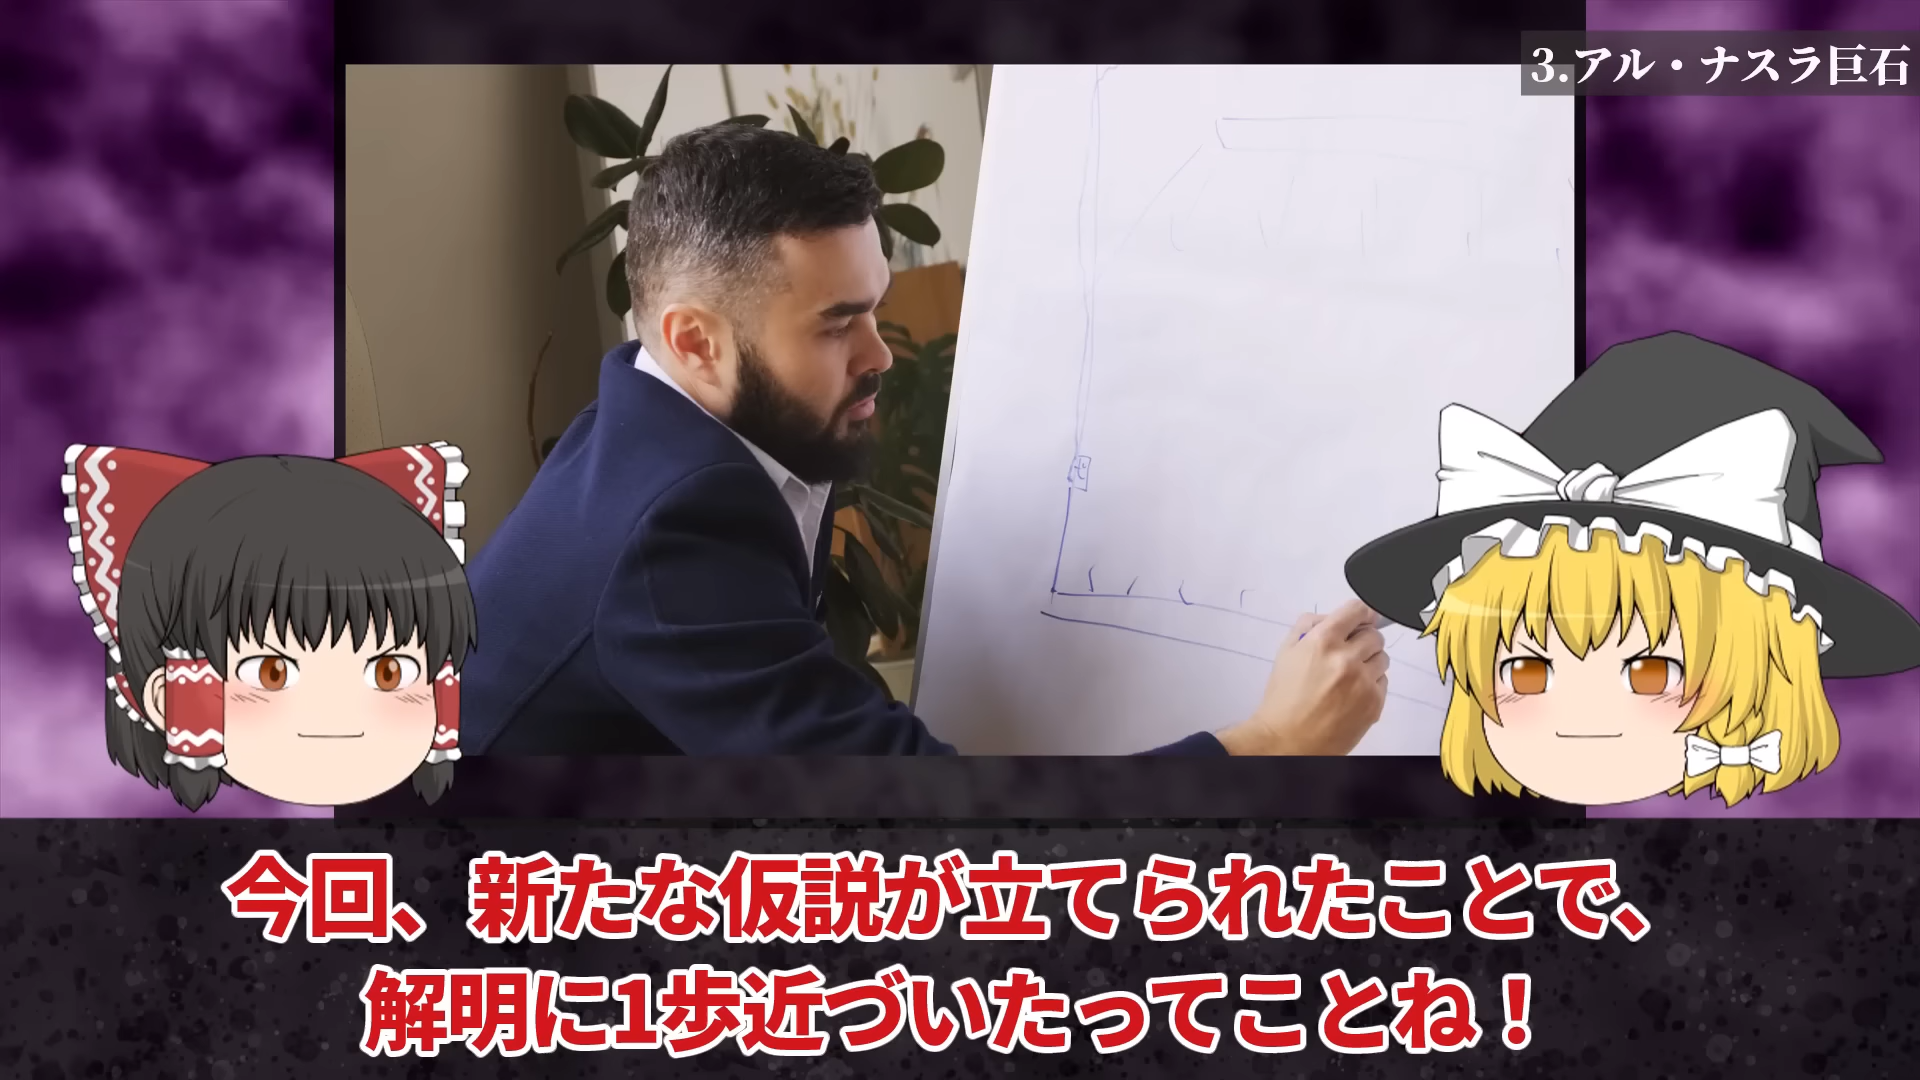 3.アル・ナスラ巨石
今回、新たな仮説が立てられたことで、
解明に1歩近づいたってことね！